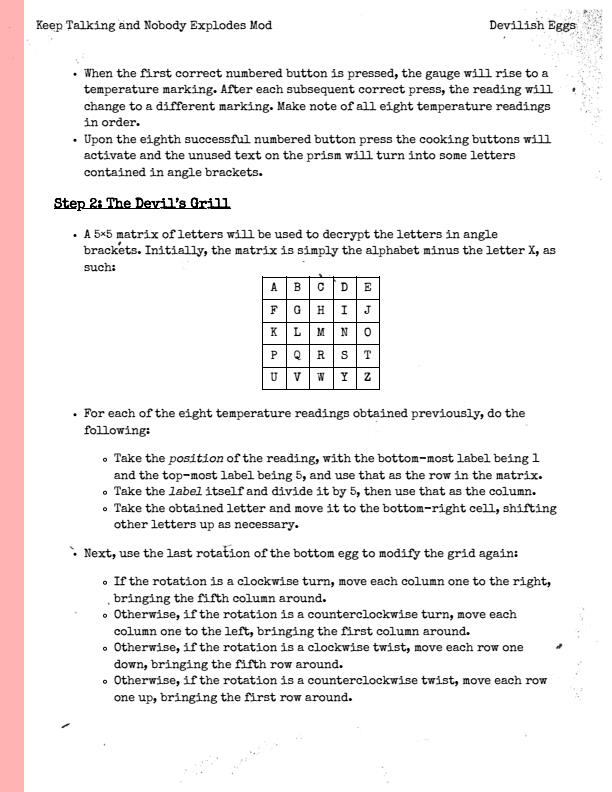 Keep Talking and Nobody Explodes Mod Devilish Eggs
• When the first correct numbered button is pressed, the gauge will rise to a
temperature marking. After each subsequent correct press, the reading will
change to a different marking. Make note of all eight temperature readings
in order.
• Upon the eighth successful numbered button press the cooking buttons will
activate and the unused text on the prism will turn into some letters
contained in angle brackets.
Step 2: The Devil's Grill
• A 5×5 matrix of letters will be used to decrypt the letters in angle
brackets. Initially, the matrix is simply the alphabet minus the letter X, as
such:
A B C D E
F G H I J
K L M N O
P Q R S T
U V W Y Z
• For each of the eight temperature readings obtained previously, do the
following:
◦ Take the position of the reading, with the bottom-most label being 1
and the top-most label being 5, and use that as the row in the matrix.
◦ Take the label itself and divide it by 5, then use that as the column.
◦ Take the obtained letter and move it to the bottom-right cell, shifting
other letters up as necessary.
• Next, use the last rotation of the bottom egg to modify the grid again:
◦ If the rotation is a clockwise turn, move each column one to the right,
bringing the fifth column around.
◦ Otherwise, if the rotation is a counterclockwise turn, move each
column one to the left, bringing the first column around.
◦ Otherwise, if the rotation is a clockwise twist, move each row one
down, bringing the fifth row around.
◦ Otherwise, if the rotation is a counterclockwise twist, move each row
one up, bringing the first row around.